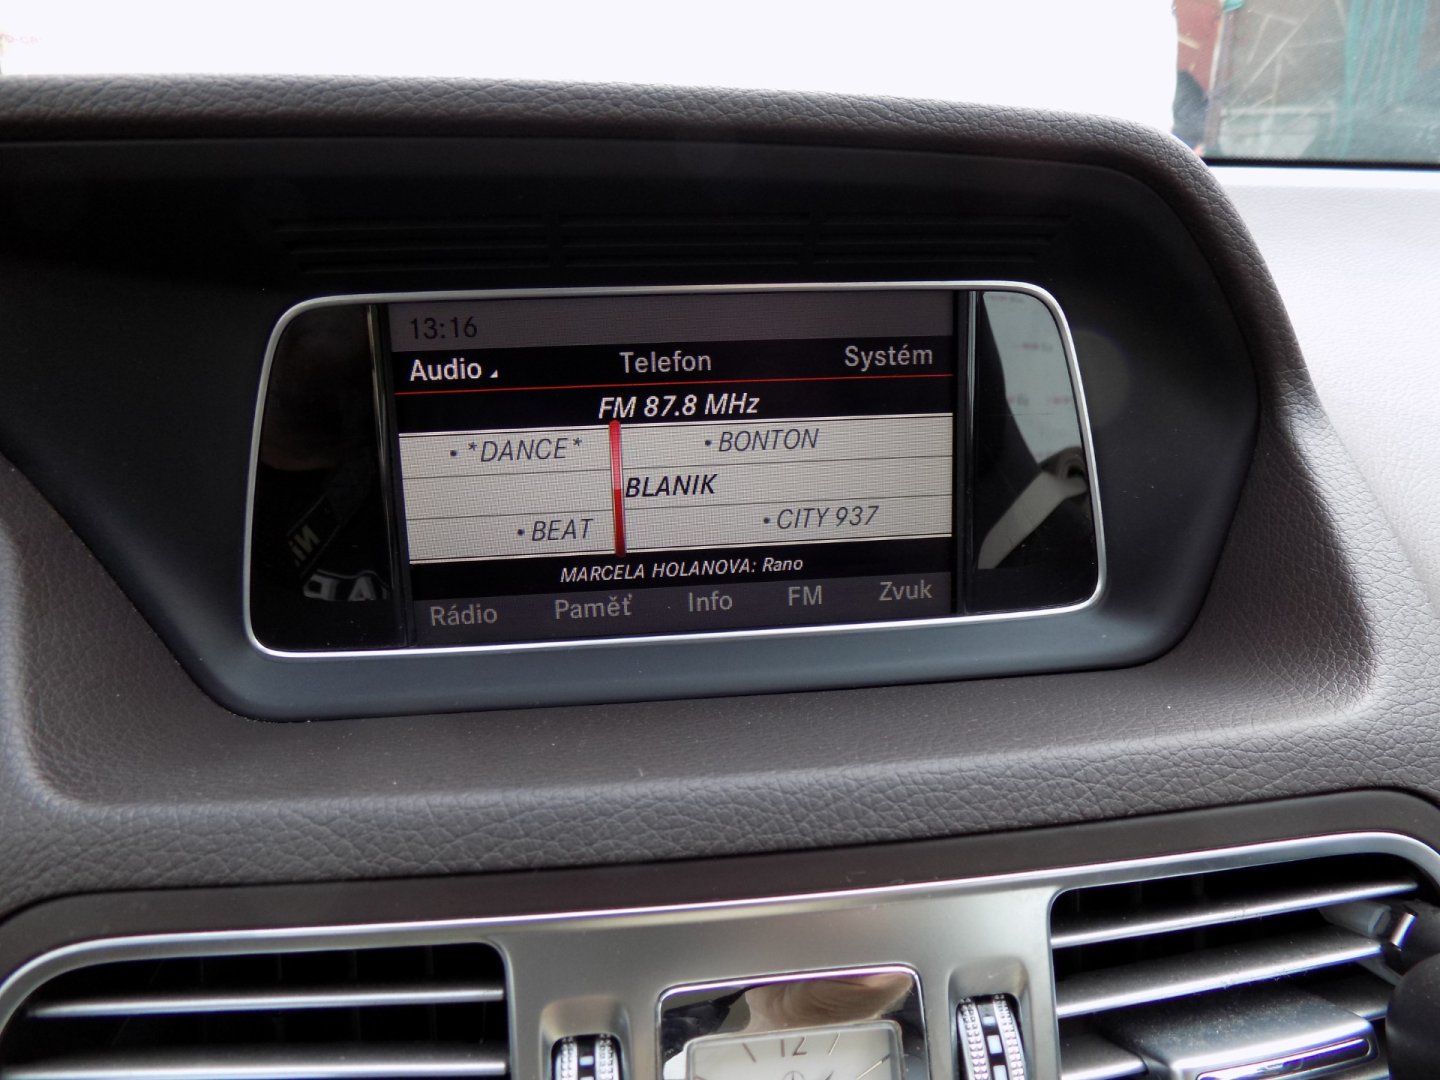 13:16
Audio Telefon Systém
FM 87.8 MHz
• *DANCE* • BONTON
BLANIK
• BEAT • CITY 937
MARCELA HOLANOVA: Rano
Rádio Paměť Info FM Zvuk
12